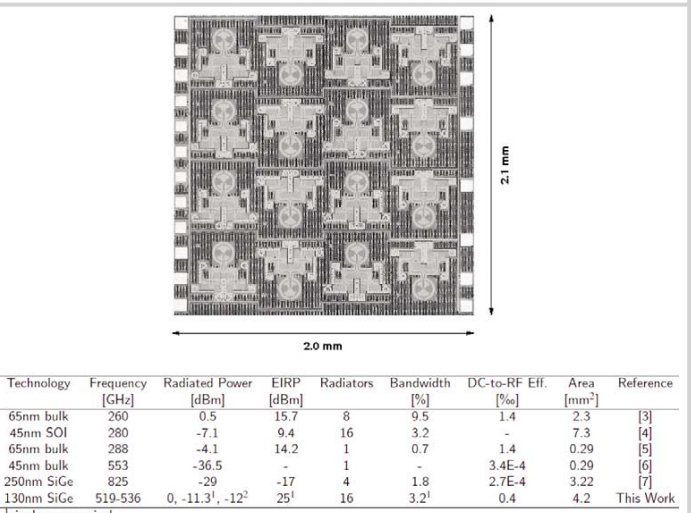 2.1 mm
2.0 mm
Technology Frequency Radiated Power EIRP Radiators Bandwidth DC-to-RF Eff. Area Reference
[GHz] [dBm] [dBm] [%] [‰] [mm²]
65nm bulk 260 0.5 15.7 8 9.5 1.4 2.3 [3]
45nm SOI 280 -7.1 9.4 16 3.2 - 7.3 [4]
65nm bulk 288 -4.1 14.2 1 0.7 1.4 0.29 [5]
45nm bulk 553 -36.5 - 1 - 3.4E-4 0.29 [6]
250nm SiGe 825 -29 -17 4 1.8 2.7E-4 3.22 [7]
130nm SiGe 519-536 0, -11.3¹, -12² 25¹ 16 3.2¹ 0.4 4.2 This Work